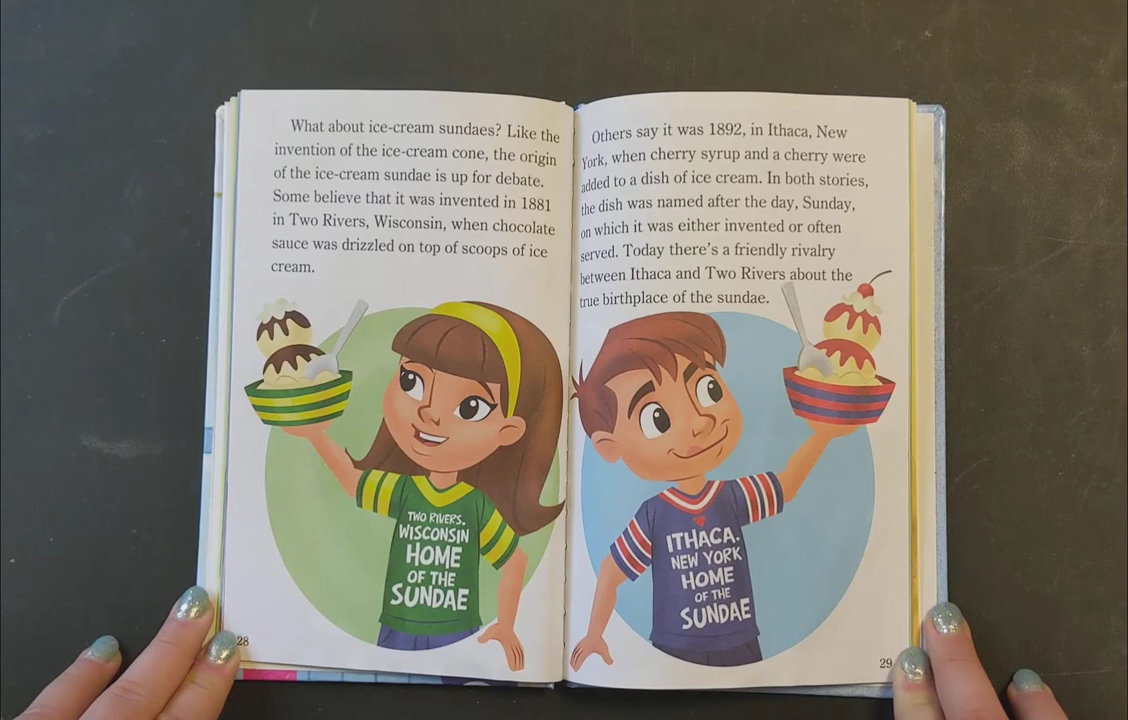 What about ice-cream sundaes? Like the
invention of the ice-cream cone, the origin
of the ice-cream sundae is up for debate.
Some believe that it was invented in 1881
in Two Rivers, Wisconsin, when chocolate
sauce was drizzled on top of scoops of ice
cream.
TWO RIVERS.
WISCONSIN
HOME
OF THE
SUNDAE
28
Others say it was 1892, in Ithaca, New
York, when cherry syrup and a cherry were
added to a dish of ice cream. In both stories,
the dish was named after the day, Sunday,
on which it was either invented or often
served. Today there's a friendly rivalry
between Ithaca and Two Rivers about the
true birthplace of the sundae.
ITHACA.
NEW YORK
HOME
OF THE
SUNDAE
29